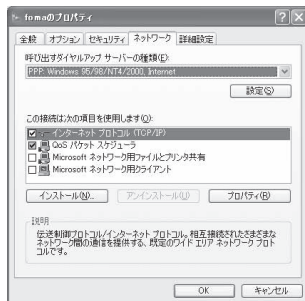 fomaのプロパティ
全般 オプション セキュリティ ネットワーク 詳細設定
呼び出すダイヤルアップ サーバーの種類(E):
PPP: Windows 95/98/NT4/2000, Internet
設定(S)
この接続は次の項目を使用します(O):
インターネット プロトコル (TCP/IP)
QoS パケット スケジューラ
Microsoft ネットワーク用ファイルとプリンタ共有
Microsoft ネットワーク用クライアント
インストール(N)... アンインストール(U) プロパティ(R)
説明
伝送制御プロトコル/インターネット プロトコル。相互接続されたさまざまな
ネットワーク間の通信を提供する、既定のワイド エリア ネットワーク プロト
コルです。
OK キャンセル